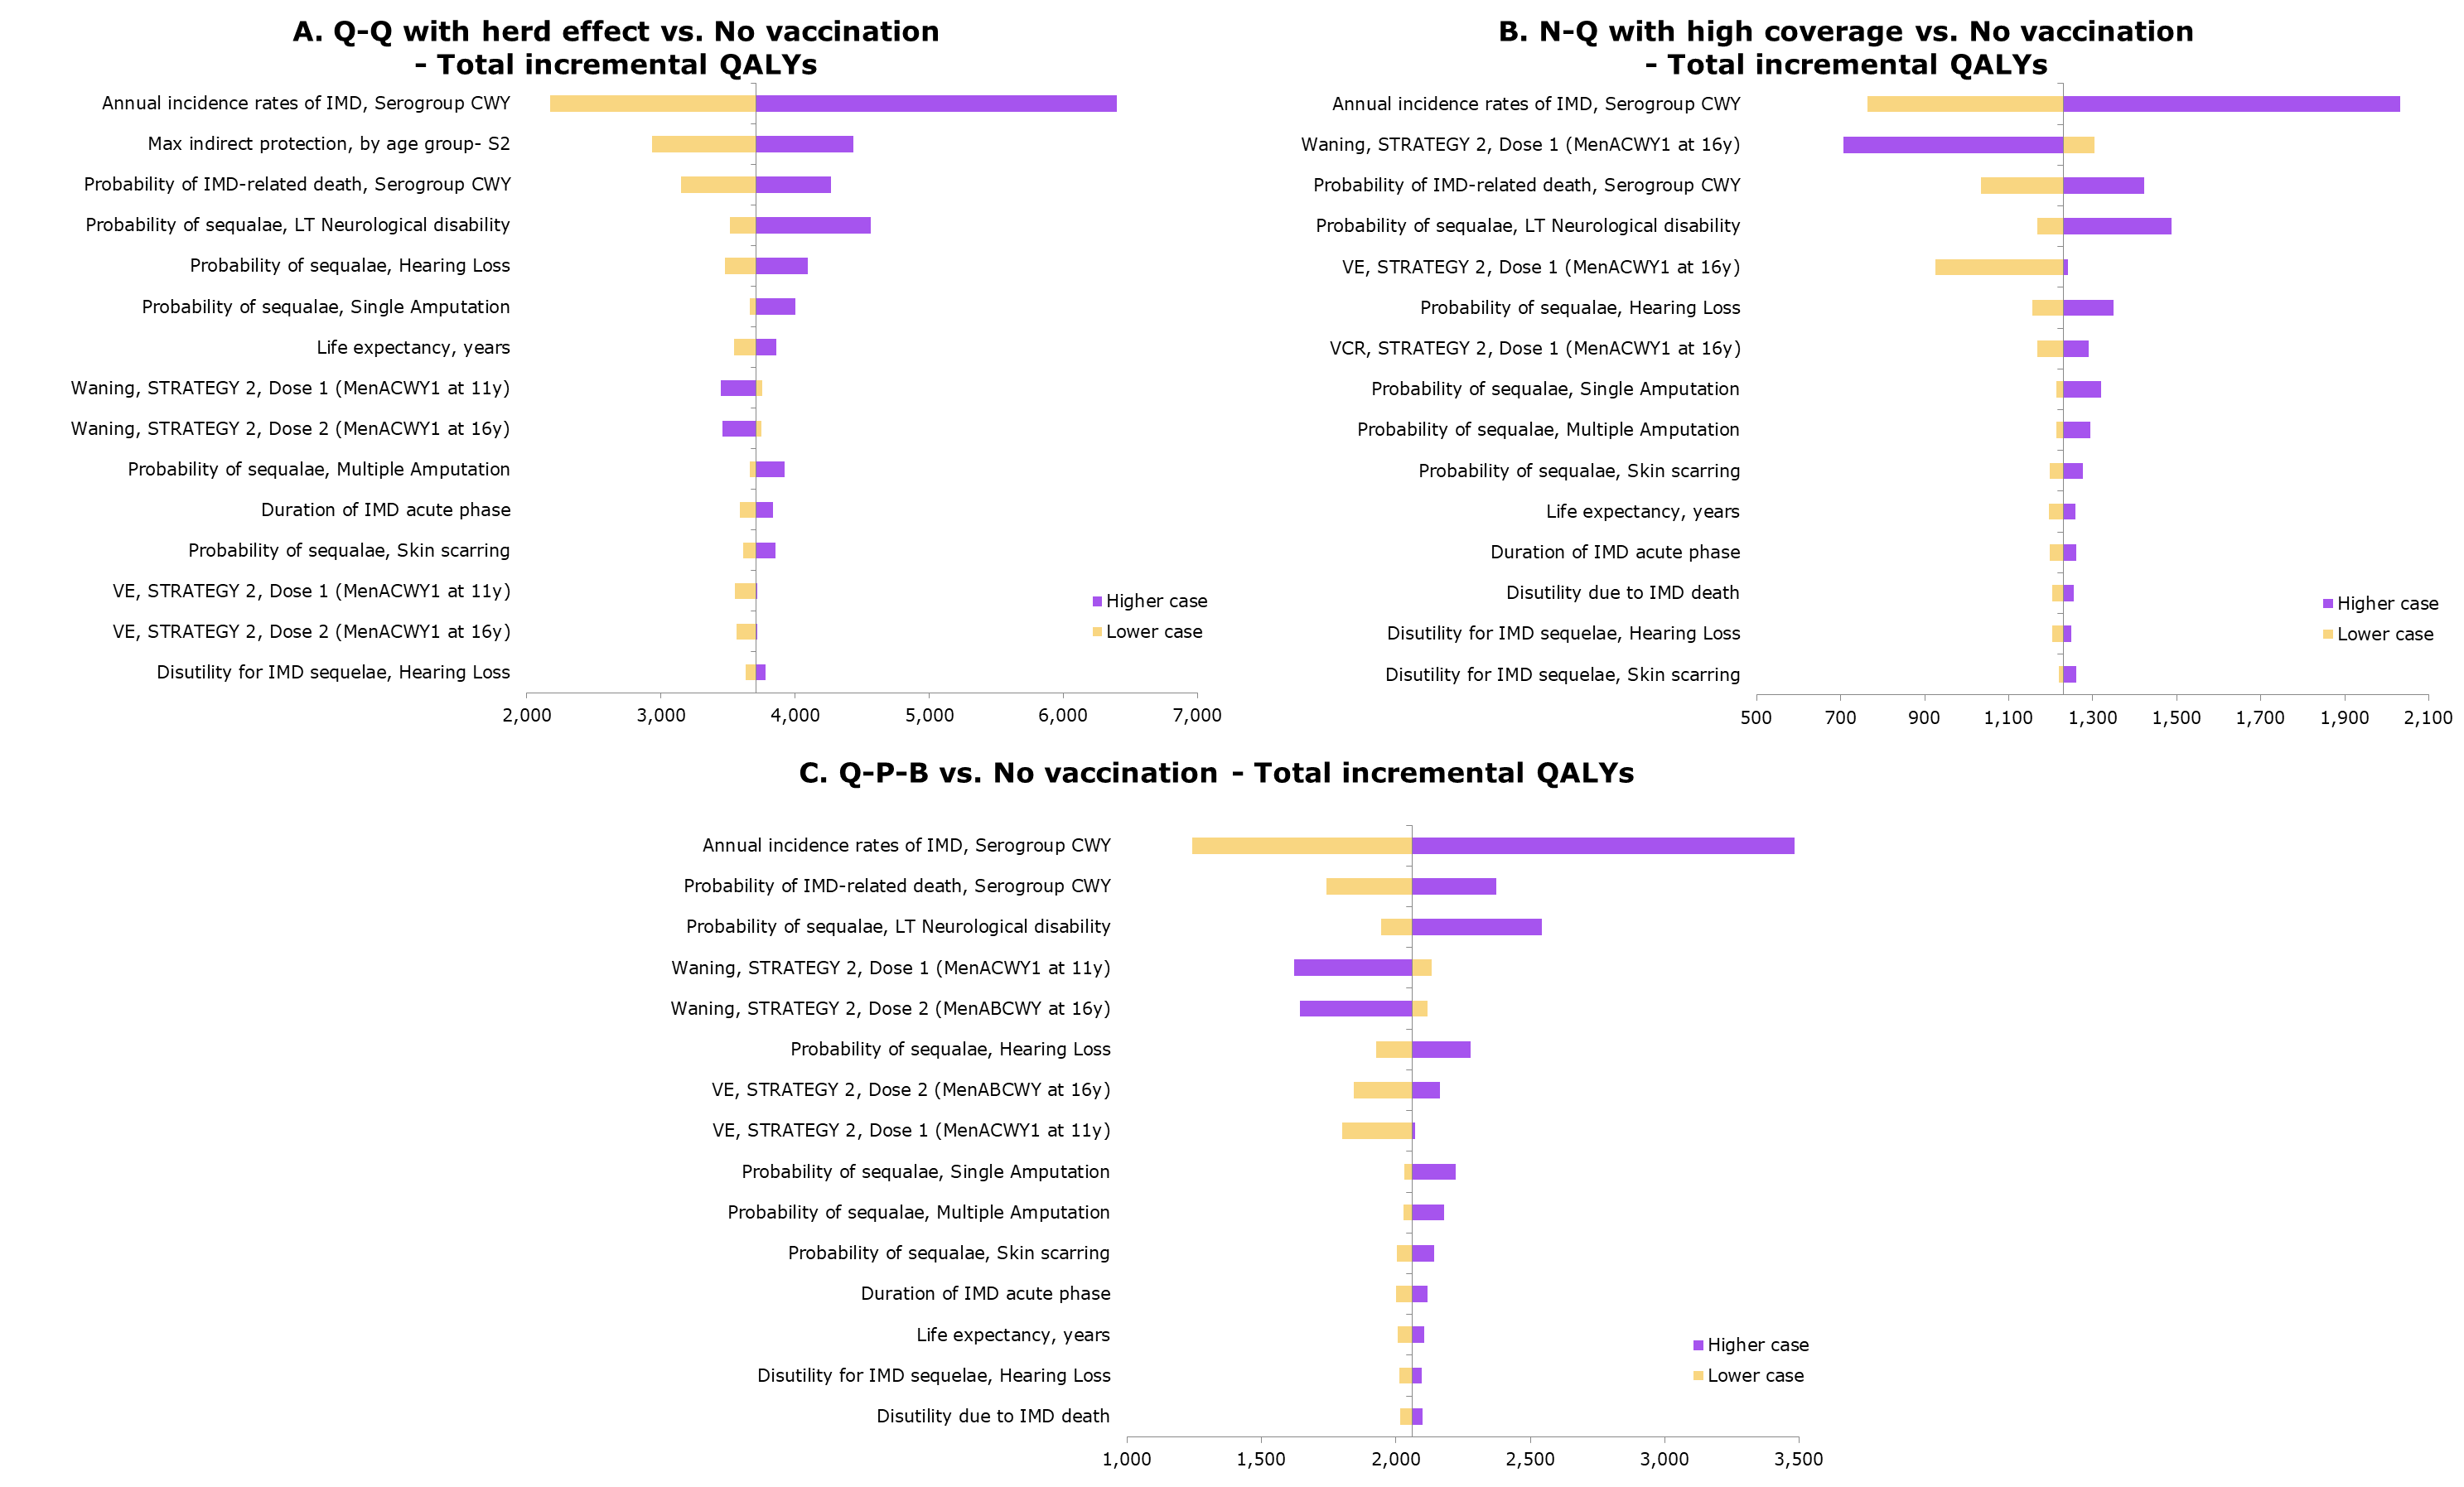 A. Q-Q with herd effect vs. No vaccination
- Total incremental QALYs
Annual incidence rates of IMD, Serogroup CWY
Max indirect protection, by age group- S2
Probability of IMD-related death, Serogroup CWY
Probability of sequalae, LT Neurological disability
Probability of sequalae, Hearing Loss
Probability of sequalae, Single Amputation
Life expectancy, years
Waning, STRATEGY 2, Dose 1 (MenACWY1 at 11y)
Waning, STRATEGY 2, Dose 2 (MenACWY1 at 16y)
Probability of sequalae, Multiple Amputation
Duration of IMD acute phase
Probability of sequalae, Skin scarring
VE, STRATEGY 2, Dose 1 (MenACWY1 at 11y)
VE, STRATEGY 2, Dose 2 (MenACWY1 at 16y)
Disutility for IMD sequelae, Hearing Loss
Higher case
Lower case
2,000 3,000 4,000 5,000 6,000 7,000
B. N-Q with high coverage vs. No vaccination
- Total incremental QALYs
Annual incidence rates of IMD, Serogroup CWY
Waning, STRATEGY 2, Dose 1 (MenACWY1 at 16y)
Probability of IMD-related death, Serogroup CWY
Probability of sequalae, LT Neurological disability
VE, STRATEGY 2, Dose 1 (MenACWY1 at 16y)
Probability of sequalae, Hearing Loss
VCR, STRATEGY 2, Dose 1 (MenACWY1 at 16y)
Probability of sequalae, Single Amputation
Probability of sequalae, Multiple Amputation
Probability of sequalae, Skin scarring
Life expectancy, years
Duration of IMD acute phase
Disutility due to IMD death
Disutility for IMD sequelae, Hearing Loss
Disutility for IMD sequelae, Skin scarring
Higher case
Lower case
500 700 900 1,100 1,300 1,500 1,700 1,900 2,100
C. Q-P-B vs. No vaccination - Total incremental QALYs
Annual incidence rates of IMD, Serogroup CWY
Probability of IMD-related death, Serogroup CWY
Probability of sequalae, LT Neurological disability
Waning, STRATEGY 2, Dose 1 (MenACWY1 at 11y)
Waning, STRATEGY 2, Dose 2 (MenABCWY at 16y)
Probability of sequalae, Hearing Loss
VE, STRATEGY 2, Dose 2 (MenABCWY at 16y)
VE, STRATEGY 2, Dose 1 (MenACWY1 at 11y)
Probability of sequalae, Single Amputation
Probability of sequalae, Multiple Amputation
Probability of sequalae, Skin scarring
Duration of IMD acute phase
Life expectancy, years
Disutility for IMD sequelae, Hearing Loss
Disutility due to IMD death
Higher case
Lower case
1,000 1,500 2,000 2,500 3,000 3,500